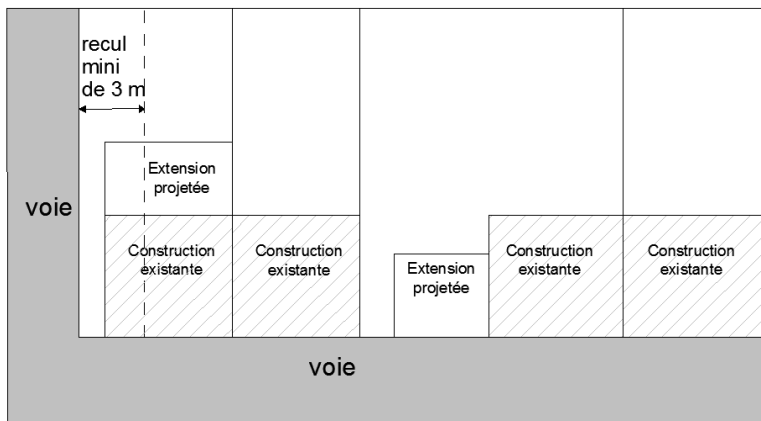 recul
mini
de 3 m
Extension
projetée
voie
Construction
existante
Construction
existante
Extension
projetée
Construction
existante
Construction
existante
voie